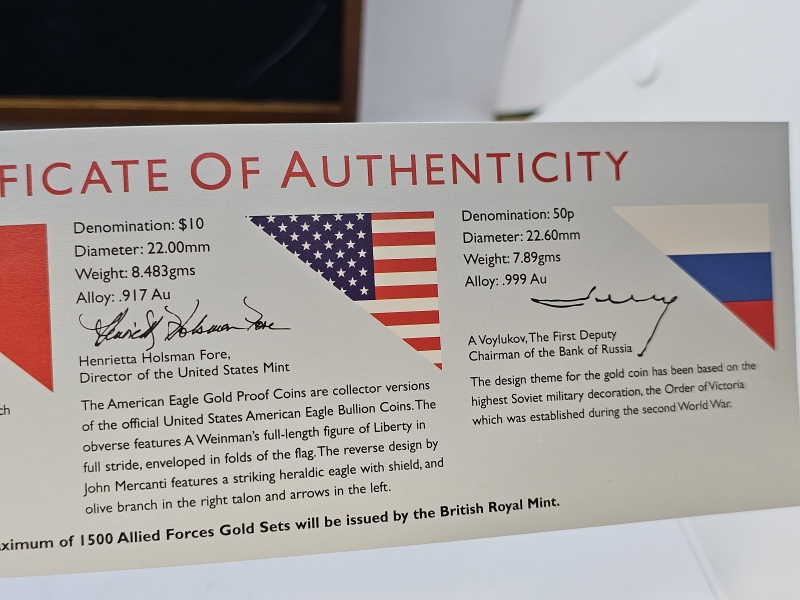 FICATE OF AUTHENTICITY
Denomination: $10
Diameter: 22.00mm
Weight: 8.483gms
Alloy: .917 Au
Henrietta Holsman Fore
Henrietta Holsman Fore,
Director of the United States Mint
The American Eagle Gold Proof Coins are collector versions
of the official United States American Eagle Bullion Coins. The
obverse features A Weinman's full-length figure of Liberty in
full stride, enveloped in folds of the flag. The reverse design by
John Mercanti features a striking heraldic eagle with shield, and
olive branch in the right talon and arrows in the left.
Denomination: 50p
Diameter: 22.60mm
Weight: 7.89gms
Alloy: .999 Au
A Voylukov, The First Deputy
Chairman of the Bank of Russia
The design theme for the gold coin has been based on the
highest Soviet military decoration, the Order of Victoria
which was established during the second World War.
ch
ximum of 1500 Allied Forces Gold Sets will be issued by the British Royal Mint.